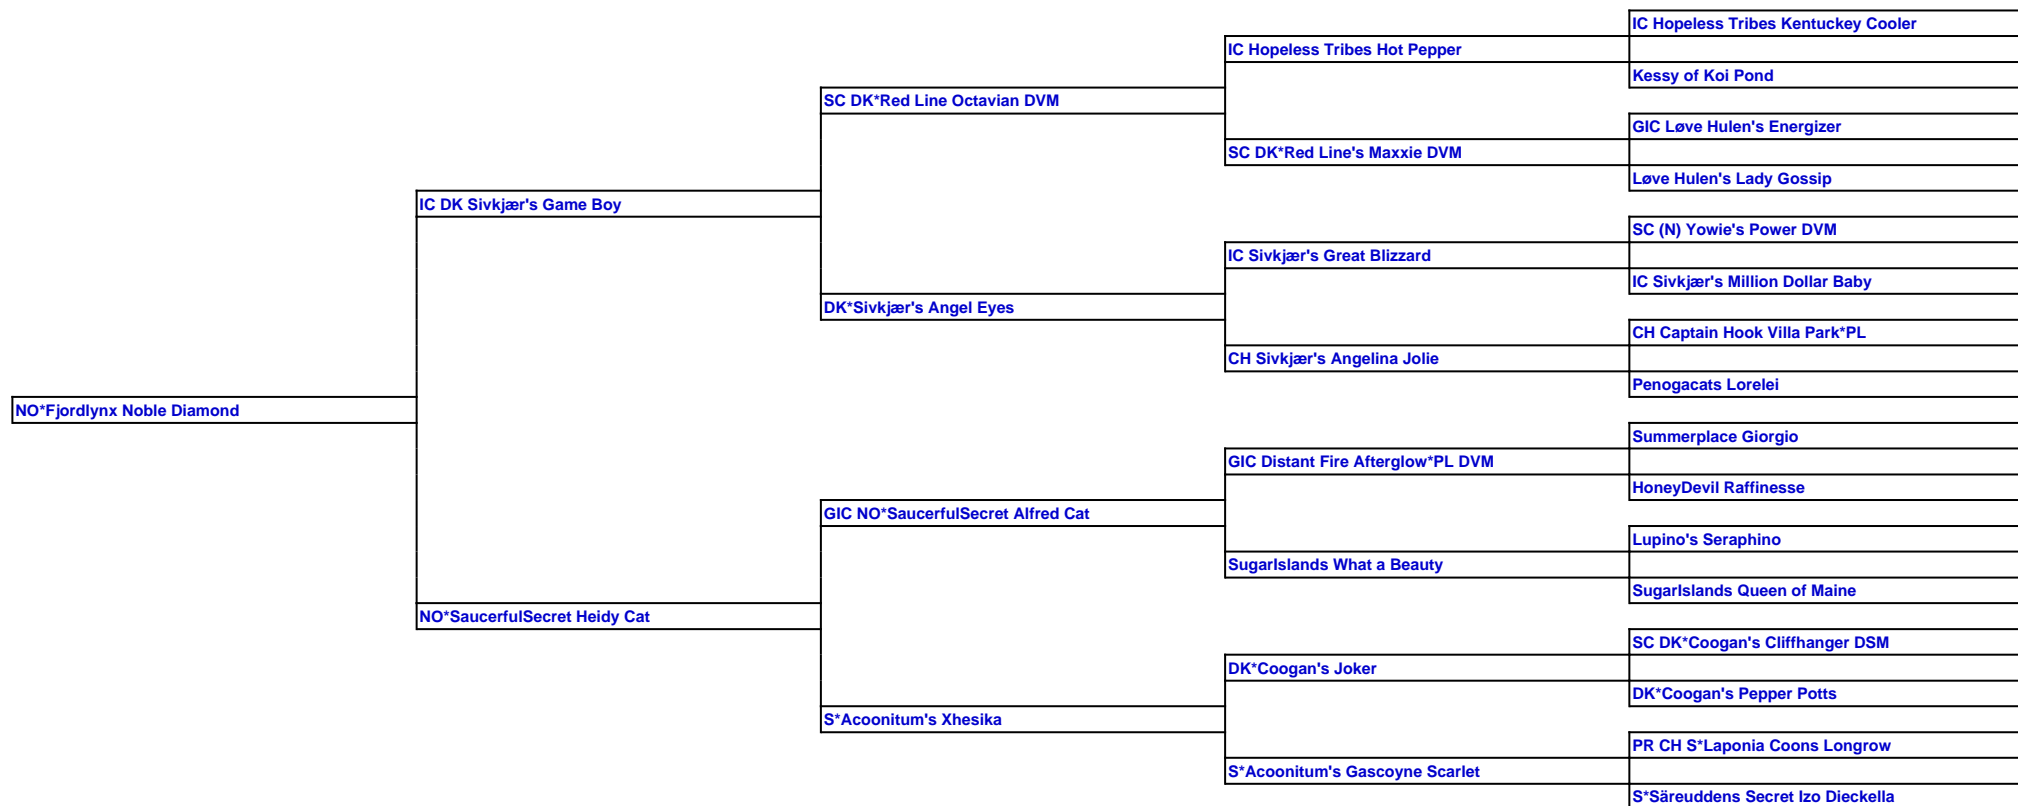 IC Hopeless Tribes Kentuckey Cooler
IC Hopeless Tribes Hot Pepper
Kessy of Koi Pond
SC DK*Red Line Octavian DVM
GIC Løve Hulen's Energizer
SC DK*Red Line's Maxxie DVM
Løve Hulen's Lady Gossip
IC DK Sivkjær's Game Boy
SC (N) Yowie's Power DVM
IC Sivkjær's Great Blizzard
IC Sivkjær's Million Dollar Baby
DK*Sivkjær's Angel Eyes
CH Captain Hook Villa Park*PL
CH Sivkjær's Angelina Jolie
Penogacats Lorelei
NO*Fjordlynx Noble Diamond
Summerplace Giorgio
GIC Distant Fire Afterglow*PL DVM
HoneyDevil Raffinesse
GIC NO*SaucerfulSecret Alfred Cat
Lupino's Seraphino
SugarIslands What a Beauty
SugarIslands Queen of Maine
NO*SaucerfulSecret Heidy Cat
SC DK*Coogan's Cliffhanger DSM
DK*Coogan's Joker
DK*Coogan's Pepper Potts
S*Acoonitum's Xhesika
PR CH S*Laponia Coons Longrow
S*Acoonitum's Gascoyne Scarlet
S*Säreuddens Secret Izo Dieckella